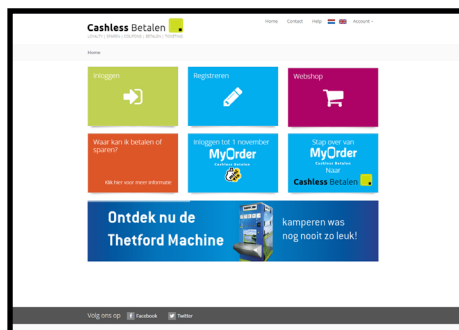 Cashless Betalen
LOYALTY | SPAREN | COUPONS | BETALEN | TICKETING
Home Contact Help Account
Home
Inloggen
Registreren
Webshop
Waar kan ik betalen of
sparen?
Klik hier voor meer informatie
Inloggen tot 1 november
MyOrder
Cashless Betalen
Stap over van
MyOrder
Cashless Betalen
Naar
Cashless Betalen
Ontdek nu de
Thetford Machine
kamperen was
nog nooit zo leuk!
Volg ons op Facebook Twitter